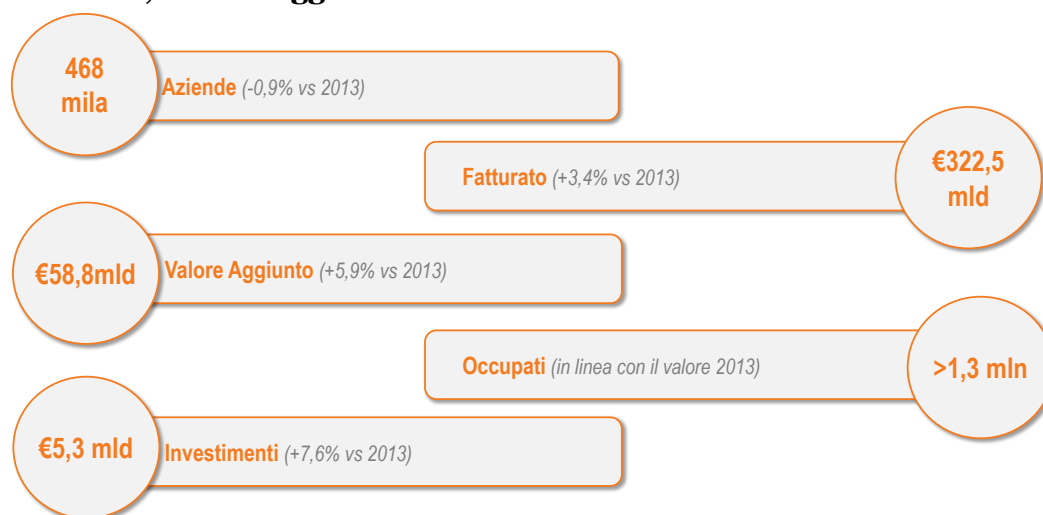 468
mila
Aziende (-0,9% vs 2013)
Fatturato (+3,4% vs 2013)
€322,5
mld
€58,8mld
Valore Aggiunto (+5,9% vs 2013)
Occupati (in linea con il valore 2013)
>1,3 mln
€5,3 mld
Investimenti (+7,6% vs 2013)